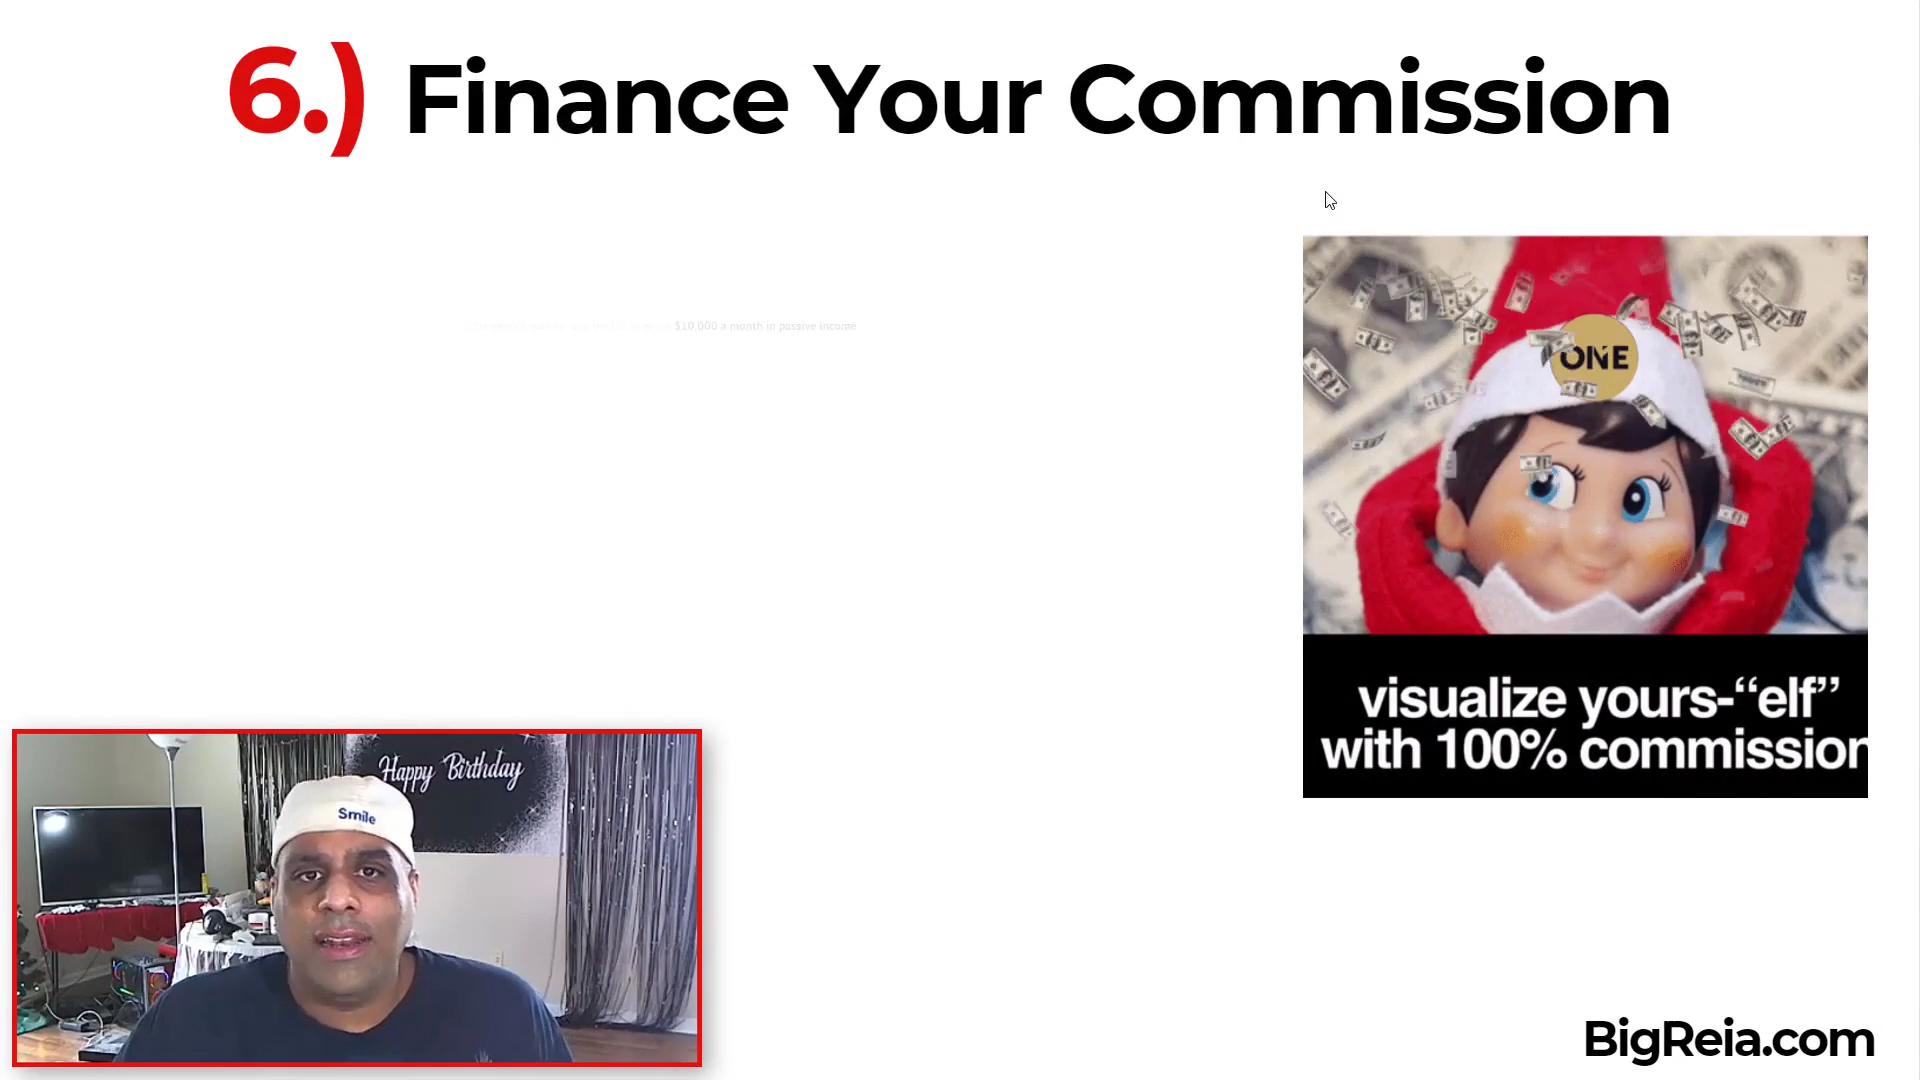 6.) Finance Your Commission
$10,000 a month in passive income
ONE
visualize yours-“elf”
with 100% commission
Happy Birthday
Smile
BigReia.com